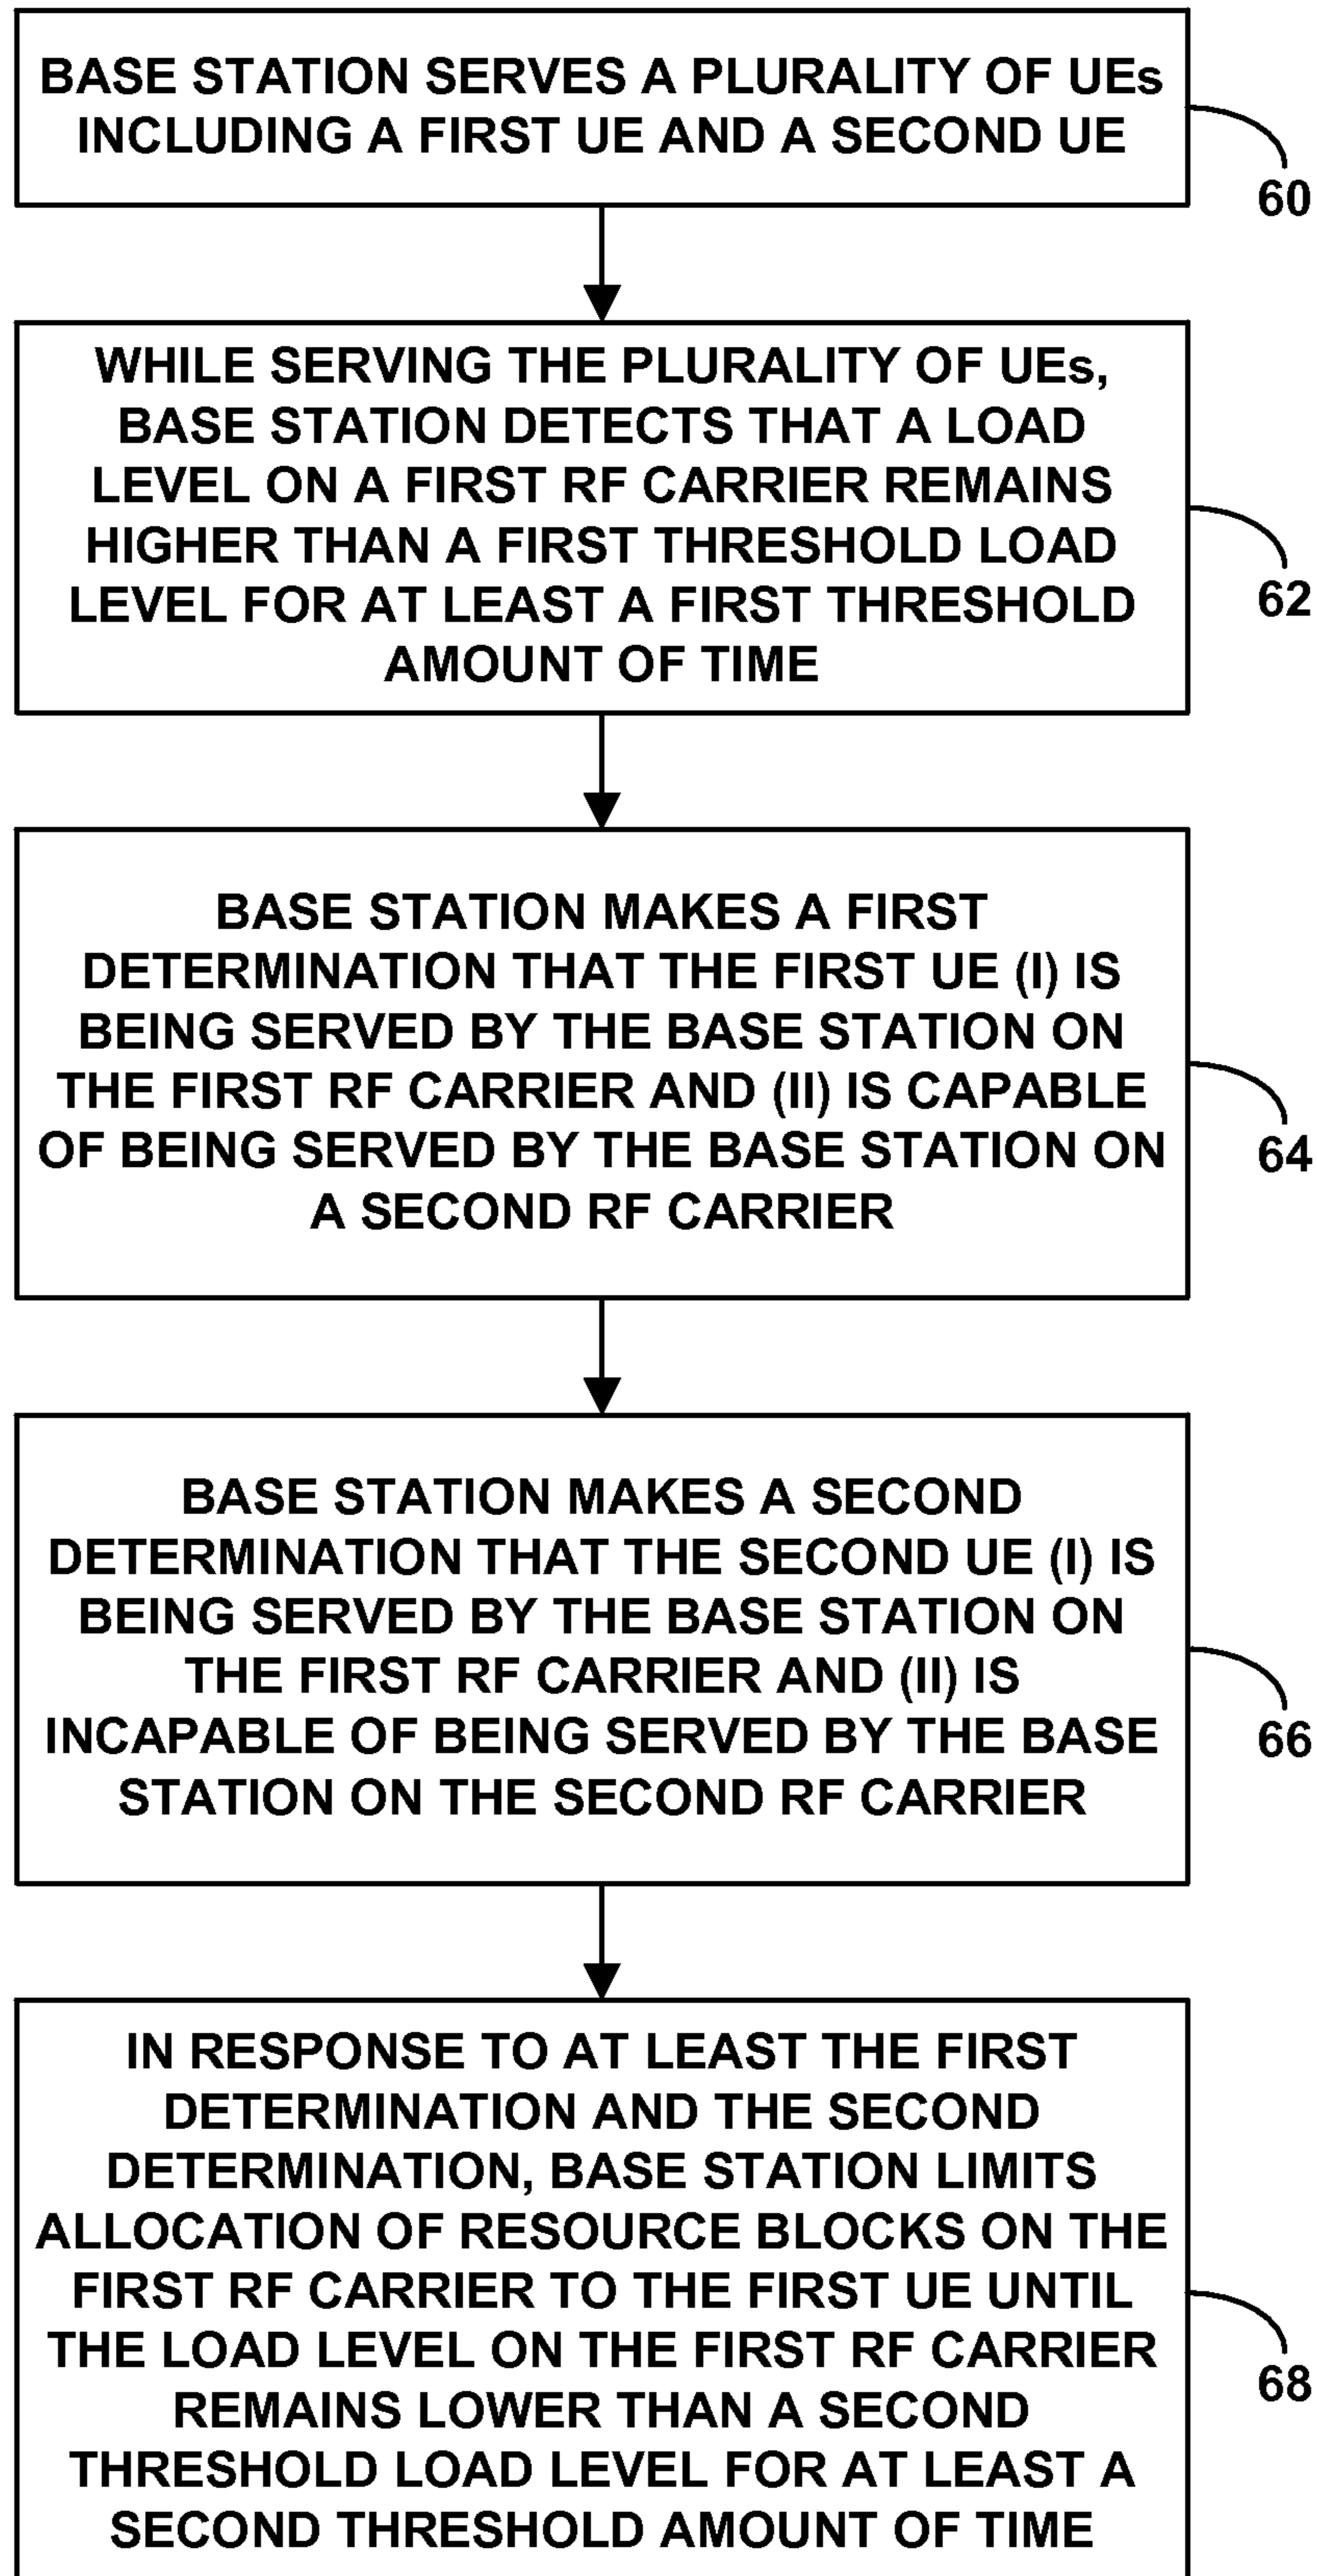 BASE STATION SERVES A PLURALITY OF UEs
INCLUDING A FIRST UE AND A SECOND UE
60
WHILE SERVING THE PLURALITY OF UEs,
BASE STATION DETECTS THAT A LOAD
LEVEL ON A FIRST RF CARRIER REMAINS
HIGHER THAN A FIRST THRESHOLD LOAD
LEVEL FOR AT LEAST A FIRST THRESHOLD
AMOUNT OF TIME
62
BASE STATION MAKES A FIRST
DETERMINATION THAT THE FIRST UE (I) IS
BEING SERVED BY THE BASE STATION ON
THE FIRST RF CARRIER AND (II) IS CAPABLE
OF BEING SERVED BY THE BASE STATION ON
A SECOND RF CARRIER
64
BASE STATION MAKES A SECOND
DETERMINATION THAT THE SECOND UE (I) IS
BEING SERVED BY THE BASE STATION ON
THE FIRST RF CARRIER AND (II) IS
INCAPABLE OF BEING SERVED BY THE BASE
STATION ON THE SECOND RF CARRIER
66
IN RESPONSE TO AT LEAST THE FIRST
DETERMINATION AND THE SECOND
DETERMINATION, BASE STATION LIMITS
ALLOCATION OF RESOURCE BLOCKS ON THE
FIRST RF CARRIER TO THE FIRST UE UNTIL
THE LOAD LEVEL ON THE FIRST RF CARRIER
REMAINS LOWER THAN A SECOND
THRESHOLD LOAD LEVEL FOR AT LEAST A
SECOND THRESHOLD AMOUNT OF TIME
68